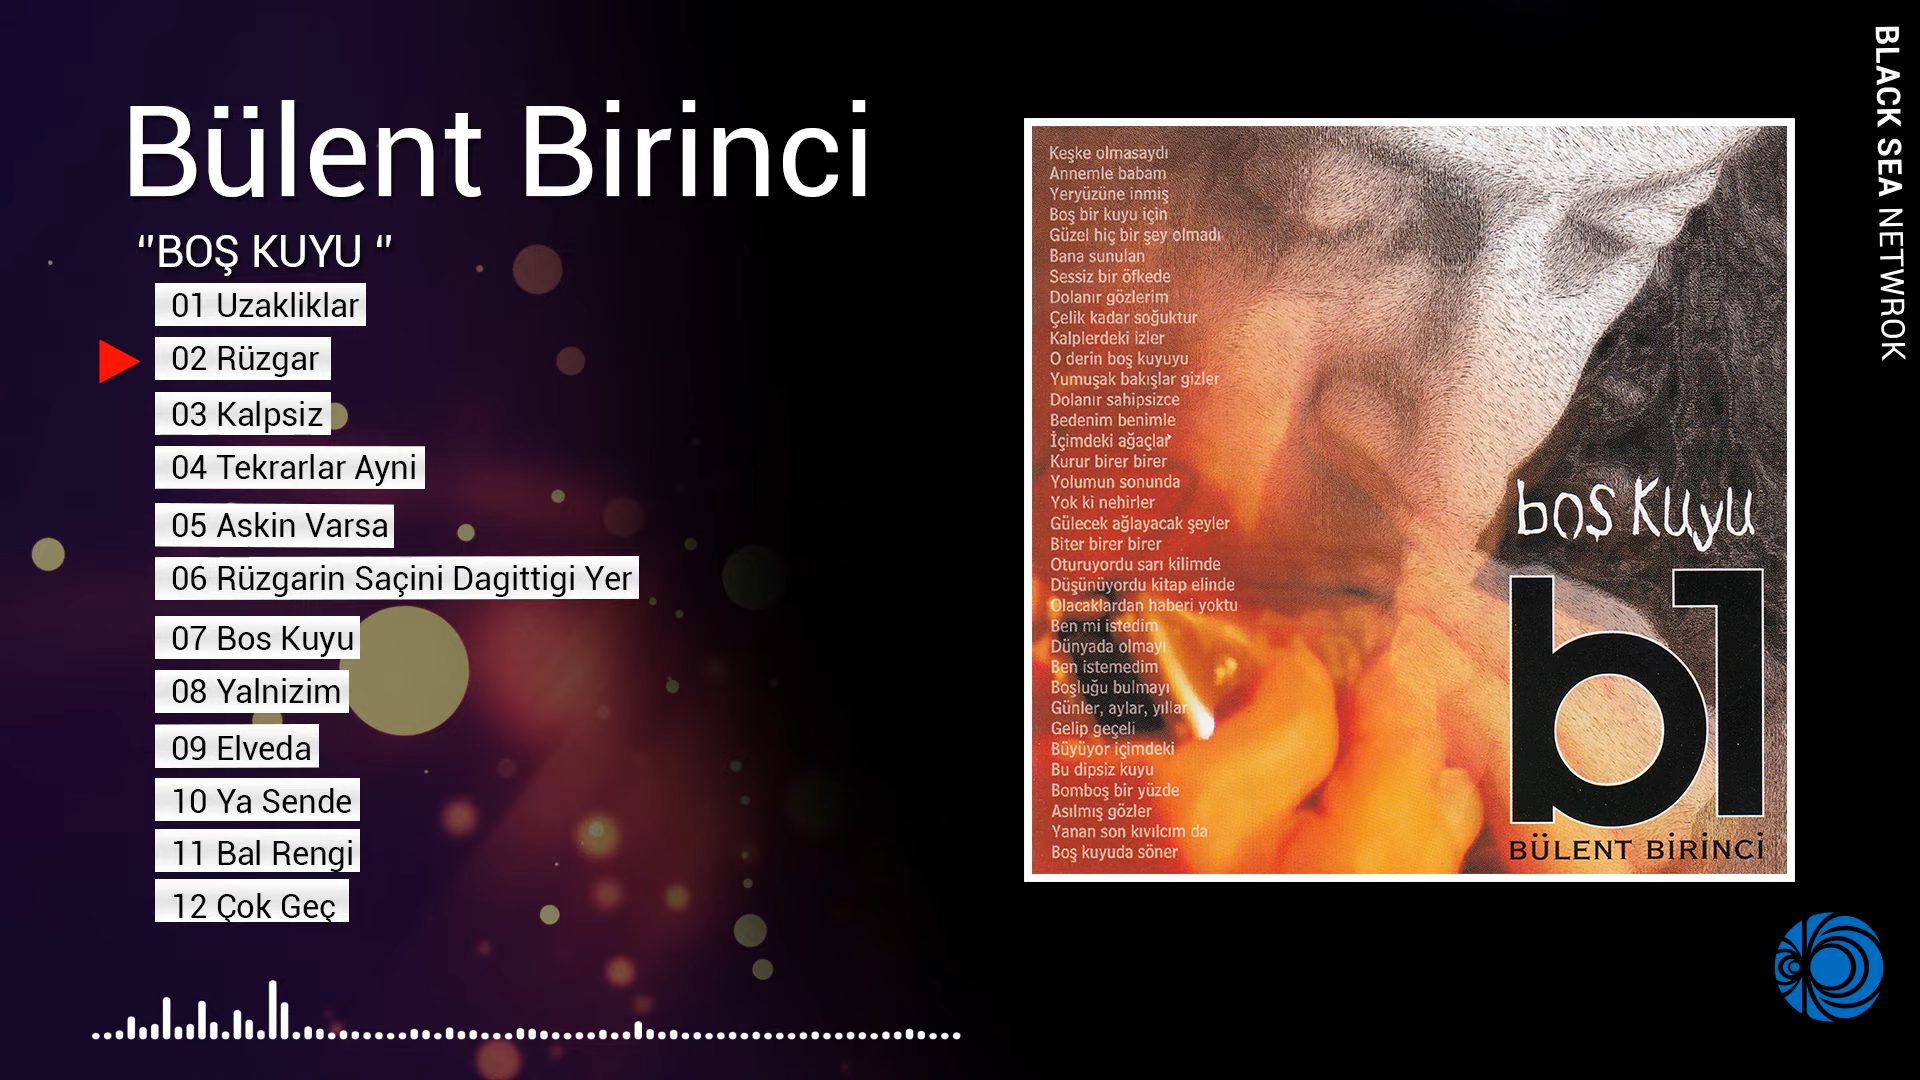 Bülent Birinci
"BOŞ KUYU "
01 Uzakliklar
02 Rüzgar
03 Kalpsiz
04 Tekrarlar Ayni
05 Askin Varsa
06 Rüzgarin Saçini Dagittigi Yer
07 Bos Kuyu
08 Yalnizim
09 Elveda
10 Ya Sende
11 Bal Rengi
12 Çok Geç
Keşke olmasaydı
Annemle babam
Yeryüzüne inmiş
Boş bir kuyu için
Güzel hiç bir şey olmadı
Bana sunulan
Sessiz bir öfkede
Dolanır gözlerim
Çelik kadar soğuktur
Kalplerdeki izler
O derin boş kuyuyu
Yumuşak bakışlar gizler
Dolanır sahipsizce
Bedenim benimle
İçimdeki ağaçlar
Kurur birer birer
Yolumun sonunda
Yok ki nehirler
Gülecek ağlayacak şeyler
Biter birer birer
Oturuyordu sarı kilimde
Düşünüyordu kitap elinde
Olacaklardan haberi yoktu
Ben mi istedim
Dünyada olmayı
Ben istemedim
Boşluğu bulmayı
Günler, aylar, yıllar
Gelip geçeli
Büyüyor içimdeki
Bu dipsiz kuyu
Bomboş bir yüzde
Asılmış gözler
Yanan son kıvılcım da
Boş kuyuda söner
boş kuyu
b1
BÜLENT BİRİNCİ
BLACK SEA NETWROK